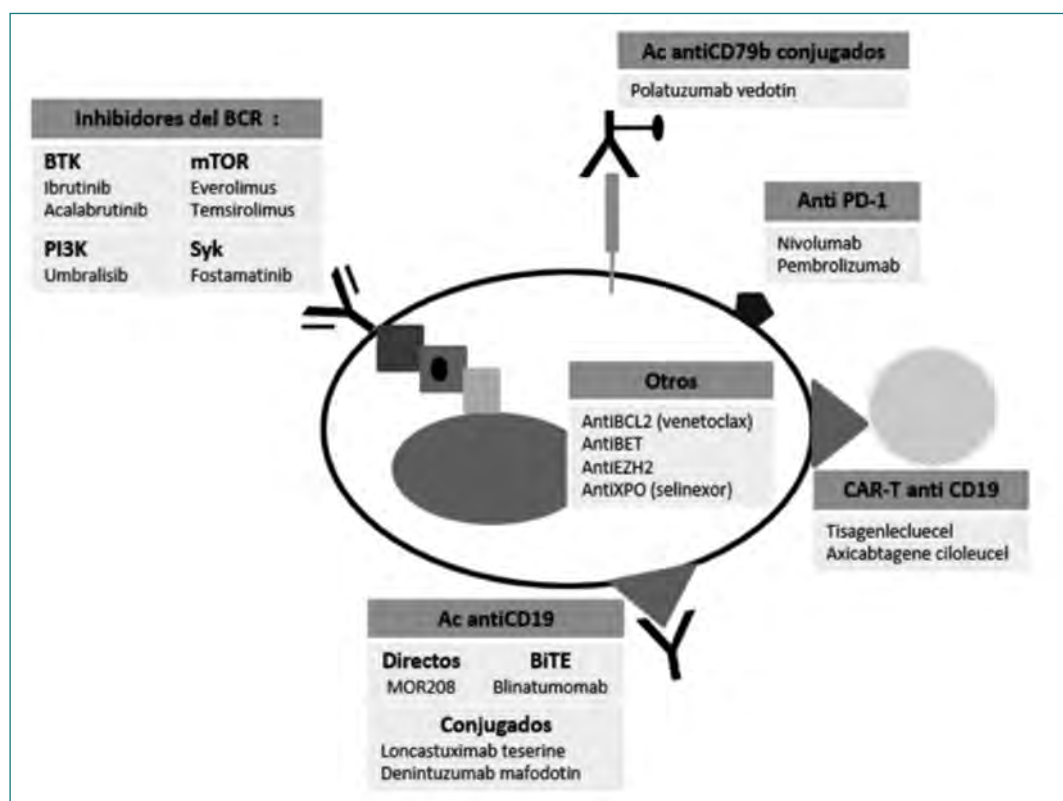 Ac antiCD79b conjugados
Polatuzumab vedotin
Inhibidores del BCR :
BTK mTOR
Ibrutinib Everolimus
Acalabrutinib Temsirolimus
PI3K Syk
Umbralisib Fostamatinib
Anti PD-1
Nivolumab
Pembrolizumab
Otros
AntiBCL2 (venetoclax)
AntiBET
AntiEZH2
AntiXPO (selinexor)
CAR-T anti CD19
Tisagenlecluecel
Axicabtagene ciloleucel
Ac antiCD19
Directos BiTE
MOR208 Blinatumomab
Conjugados
Loncastuximab teserine
Denintuzumab mafodotin